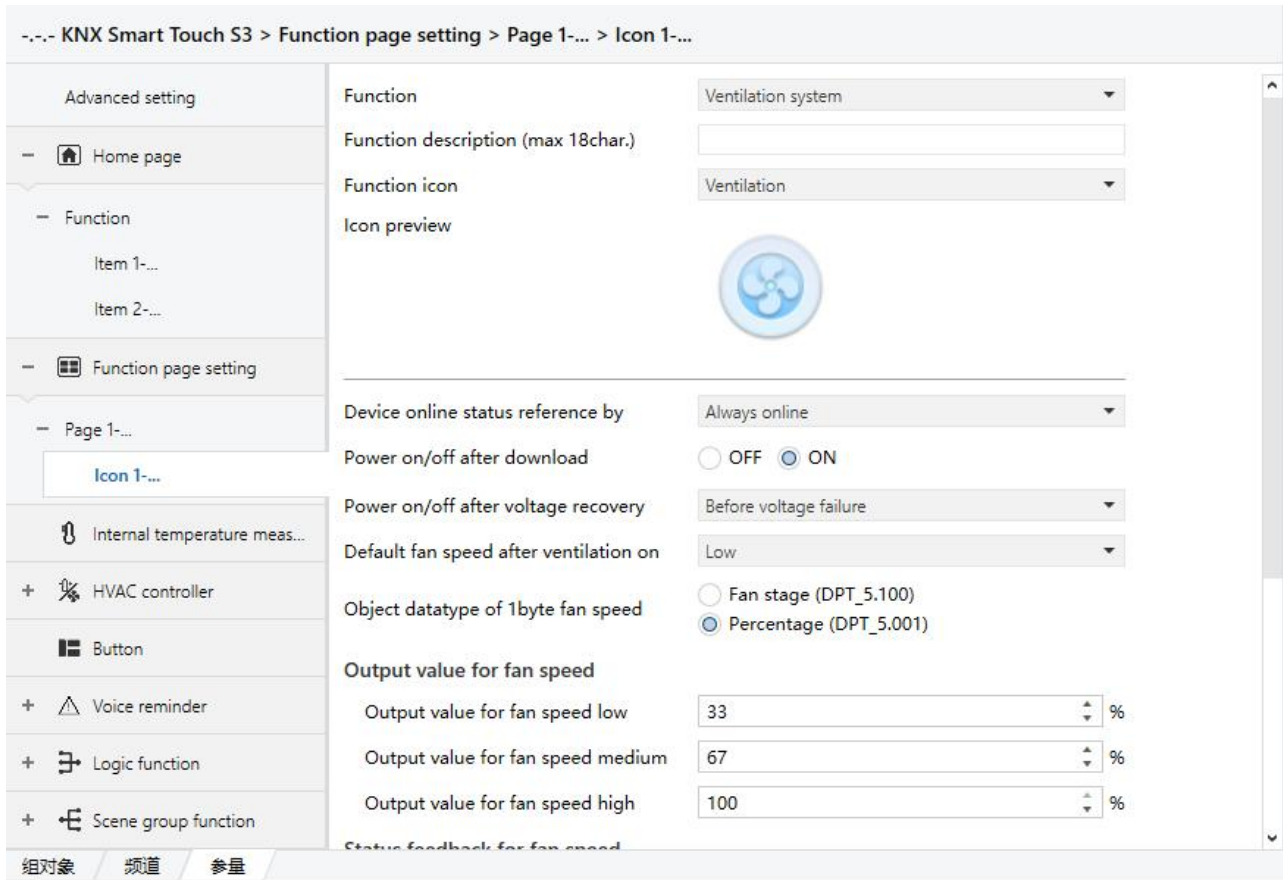 -.-.- KNX Smart Touch S3 > Function page setting > Page 1-... > Icon 1-...
Advanced setting
Home page
Function
Item 1-...
Item 2-...
Function page setting
Page 1-...
Icon 1-...
Internal temperature meas...
HVAC controller
Button
Voice reminder
Logic function
Scene group function
Function
Ventilation system
Function description (max 18char.)
Function icon
Ventilation
Icon preview
Device online status reference by
Always online
Power on/off after download
OFF ON
Power on/off after voltage recovery
Before voltage failure
Default fan speed after ventilation on
Low
Object datatype of 1byte fan speed
Fan stage (DPT_5.100)
Percentage (DPT_5.001)
Output value for fan speed
Output value for fan speed low
33 %
Output value for fan speed medium
67 %
Output value for fan speed high
100 %
Status feedback for fan speed
组对象 频道 参量